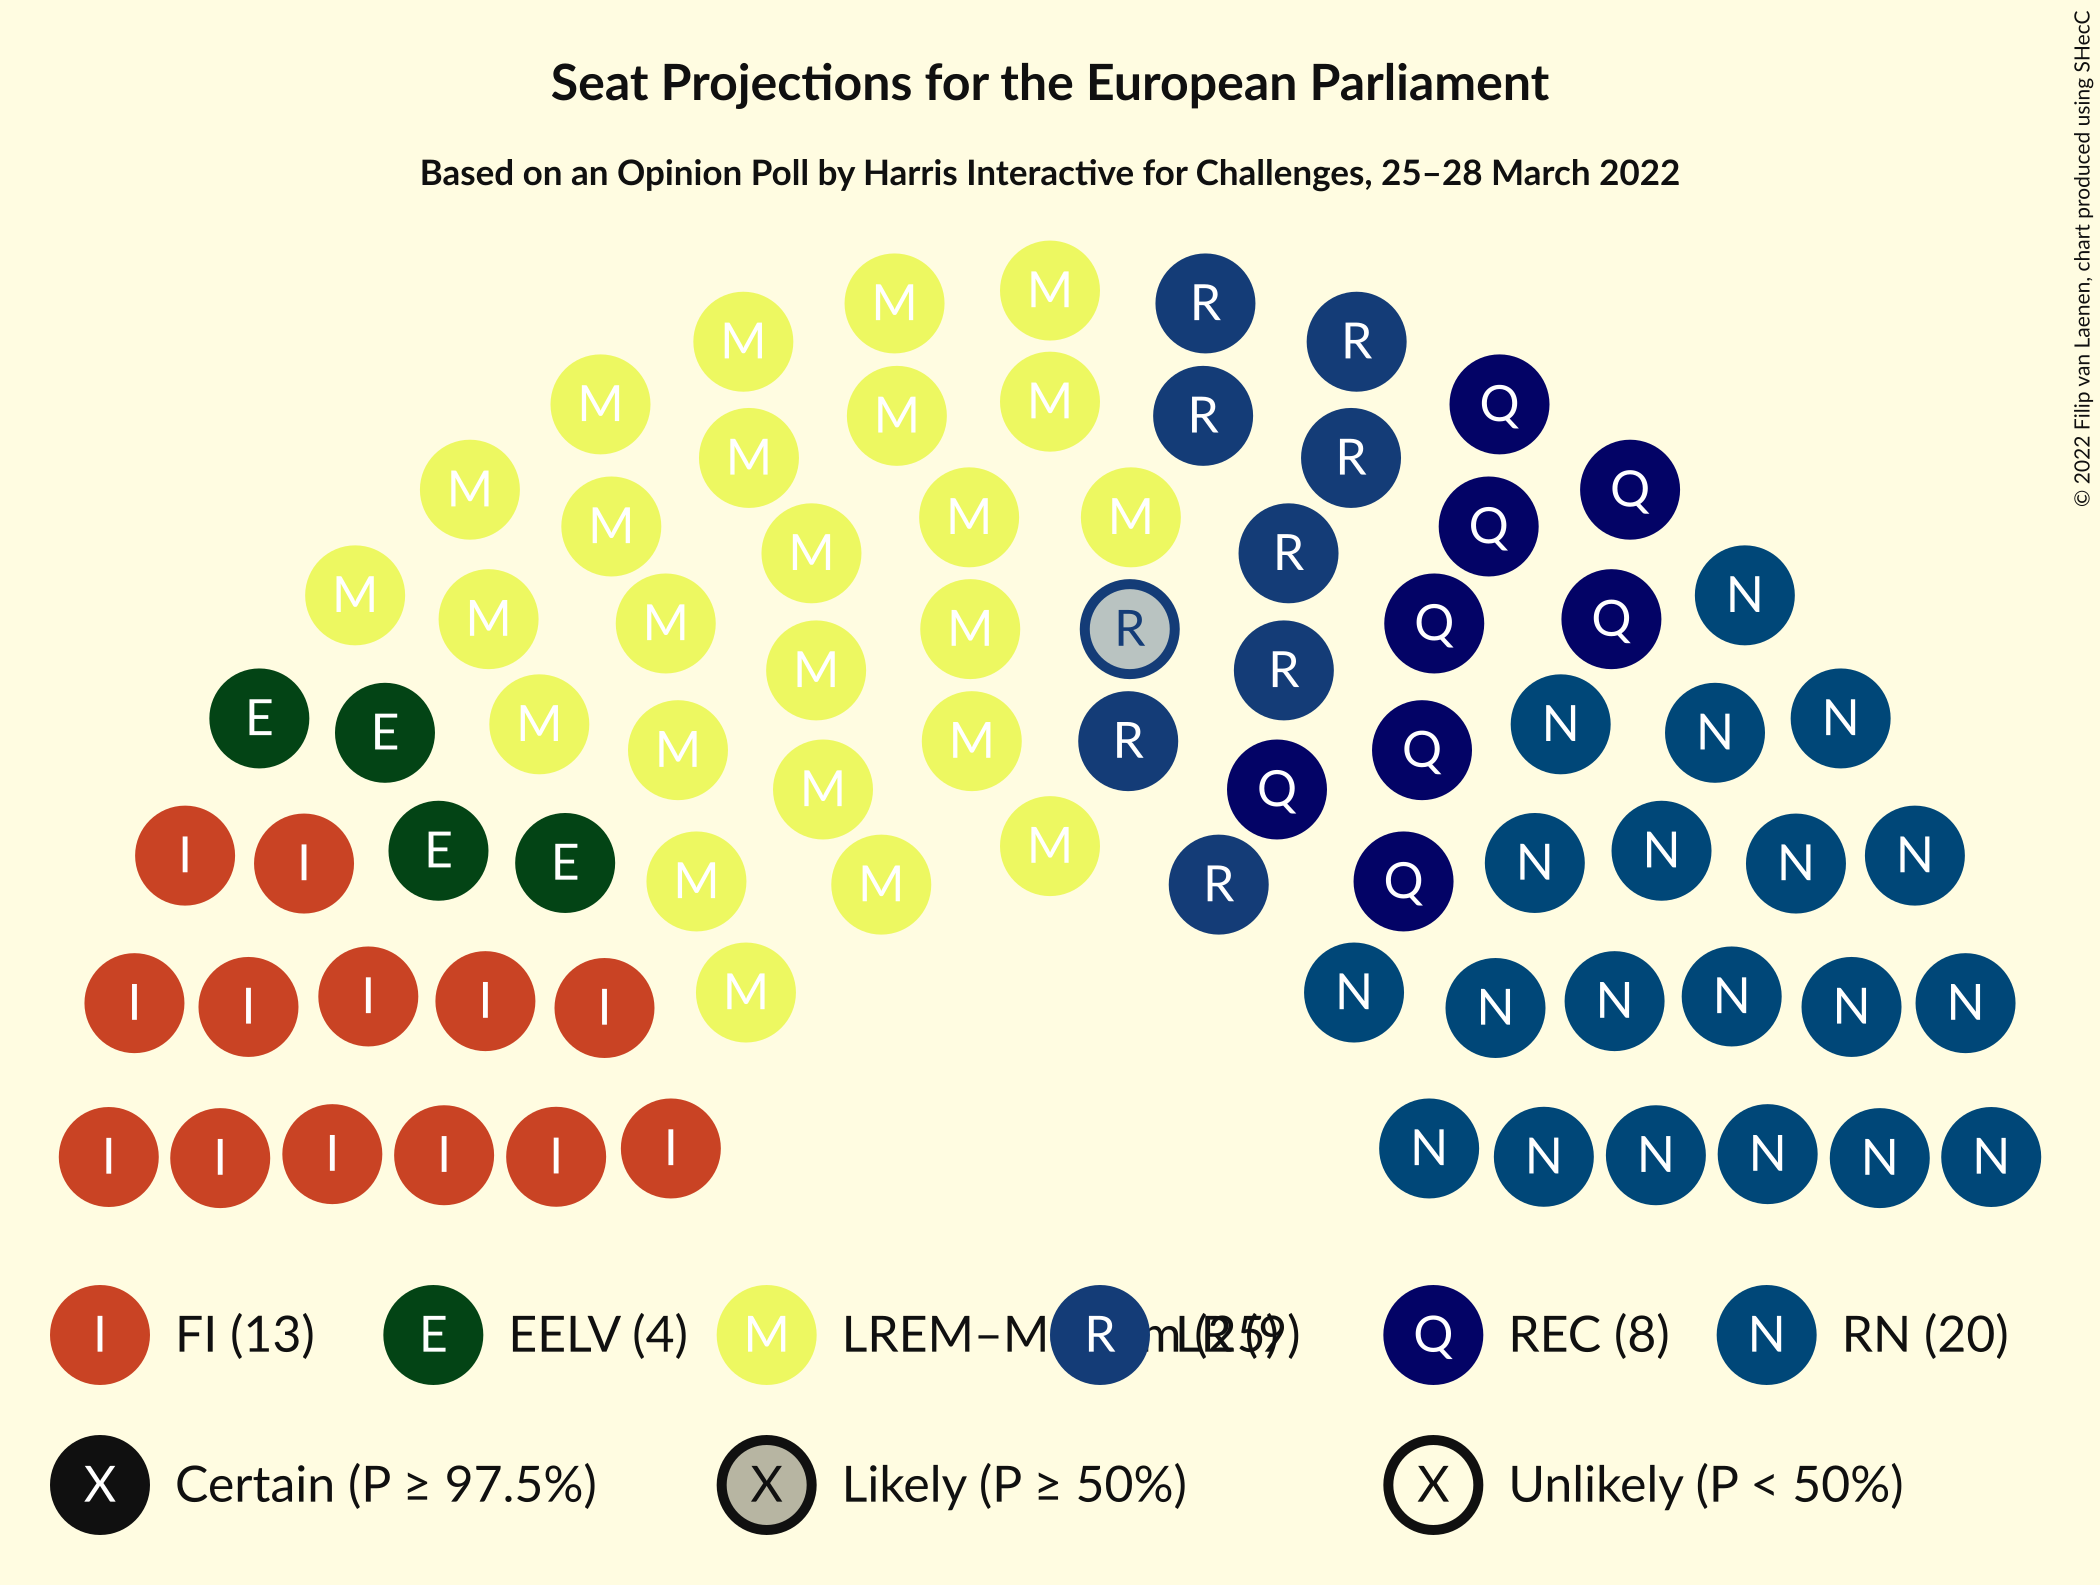 Seat Projections for the European Parliament
Based on an Opinion Poll by Harris Interactive for Challenges, 25–28 March 2022
© 2022 Filip van Laenen, chart produced using SHecC
M M M R R
M M M R R Q
M M M M R Q Q
M M M M R Q Q N
M M M M R R Q N
E E M M M M R R Q Q N N N
I I E E M M M R Q N N N N
I I I I I M N N N N N N
I I I I I I N N N N N N
I FI (13) E EELV (4) M R Q REC (8) N RN (20)
X Certain (P ≥ 97.5%) X Likely (P ≥ 50%) X Unlikely (P < 50%)